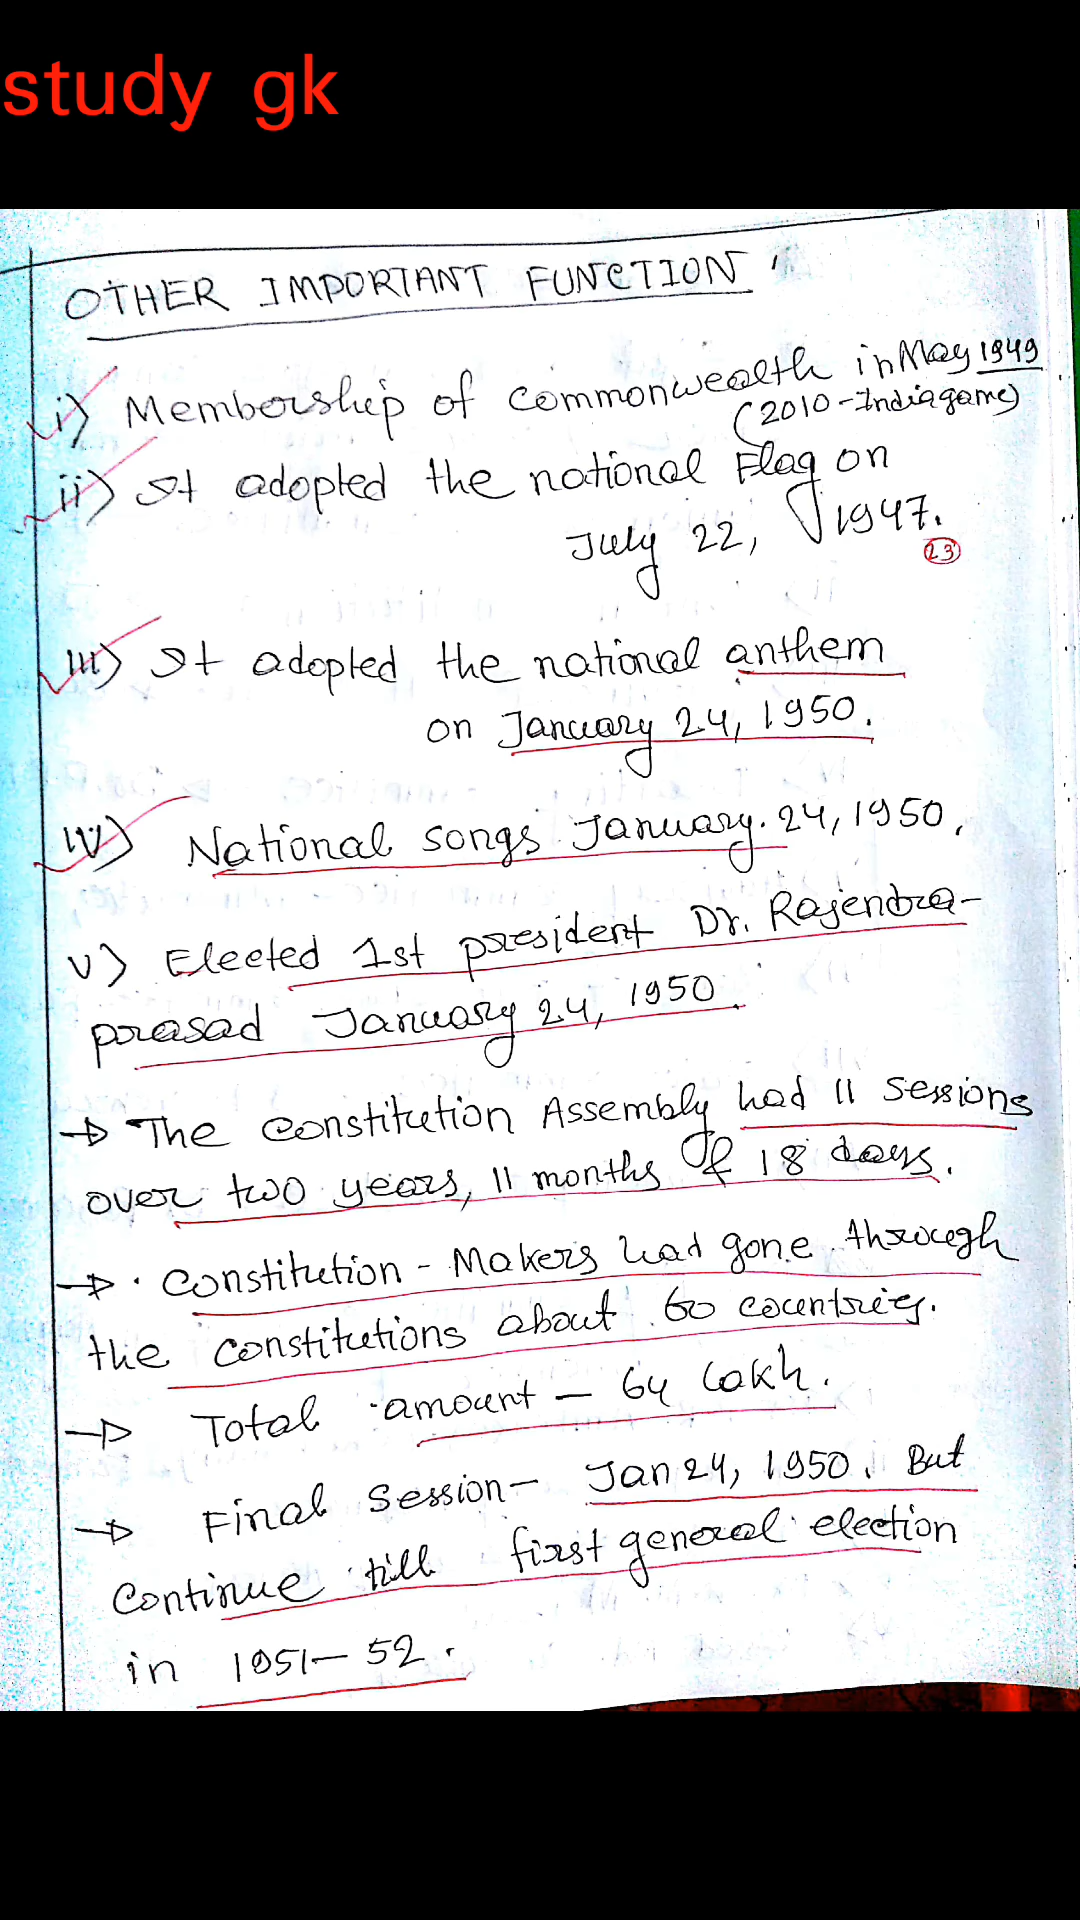 study gk
OTHER IMPORTANT FUNCTION
i) Membership of commonwealth in May 1949
(2010-India game)
ii) It adopted the national Flag on
July 22, 1947.
23
iii) It adopted the national anthem
on January 24, 1950.
iv) National songs January. 24, 1950.
v) Elected 1st president Dr. Rajendra-
prasad January 24, 1950.
→ The constitution Assembly had 11 sessions
over two years, 11 months & 18 days.
→ · Constitution - Makers had gone through
the constitutions about 60 countries.
→ Total amount — 64 lakh.
→ Final Session- Jan 24, 1950. But
Continue till first general election
in 1951-52.